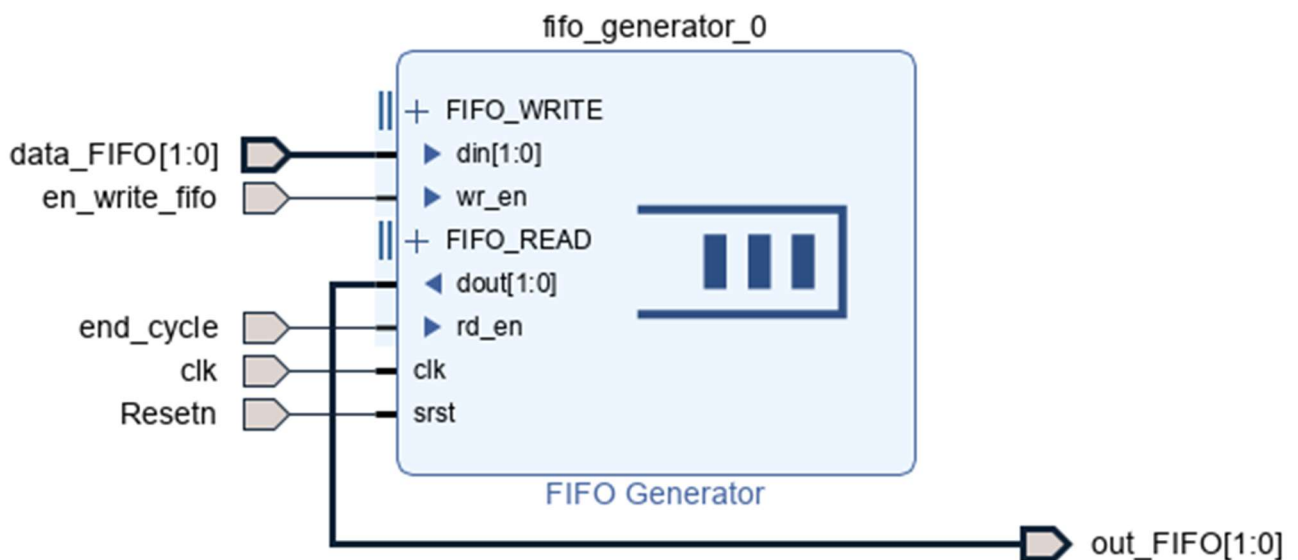 fifo_generator_0
FIFO_WRITE
data_FIFO[1:0] din[1:0]
en_write_fifo wr_en
FIFO_READ
dout[1:0]
end_cycle rd_en
clk clk
Resetn srst
FIFO Generator
out_FIFO[1:0]